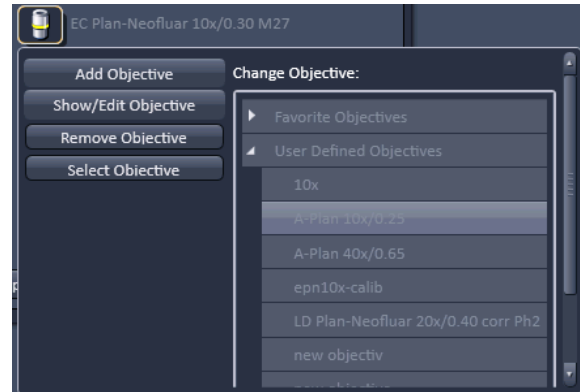 EC Plan-Neofluar 10x/0.30 M27
Add Objective
Show/Edit Objective
Remove Objective
Select Objective
Change Objective:
Favorite Objectives
User Defined Objectives
10x
A-Plan 10x/0.25
A-Plan 40x/0.65
epn10x-calib
LD Plan-Neofluar 20x/0.40 corr Ph2
new objectiv